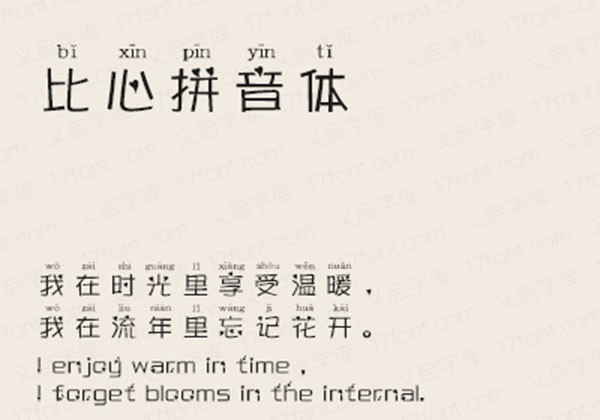 bǐ xīn pīn yīn tǐ
比心拼音体
wǒ zài shí guāng lǐ xiǎng shòu wēn nuǎn
我在时光里享受温暖，
wǒ zài liú nián lǐ wàng jì huā kāi
我在流年里忘记花开。
I enjoy warm in time ,
I forget blooms in the internal.
义启字库 17font.com